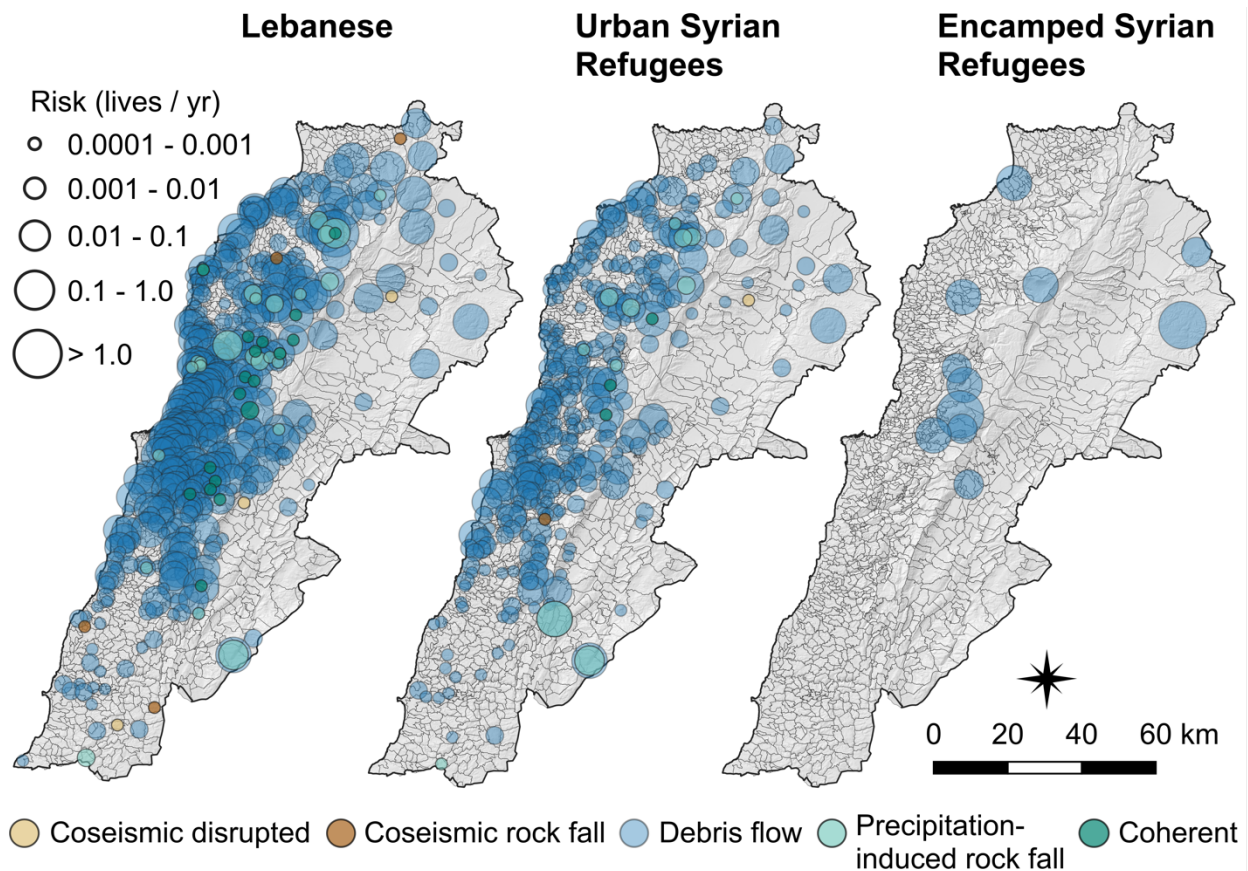 Lebanese
Urban Syrian
Refugees
Encamped Syrian
Refugees
Risk (lives / yr)
0.0001 - 0.001
0.001 - 0.01
0.01 - 0.1
0.1 - 1.0
> 1.0
0 20 40 60 km
Coseismic disrupted
Coseismic rock fall
Debris flow
Precipitation-
induced rock fall
Coherent